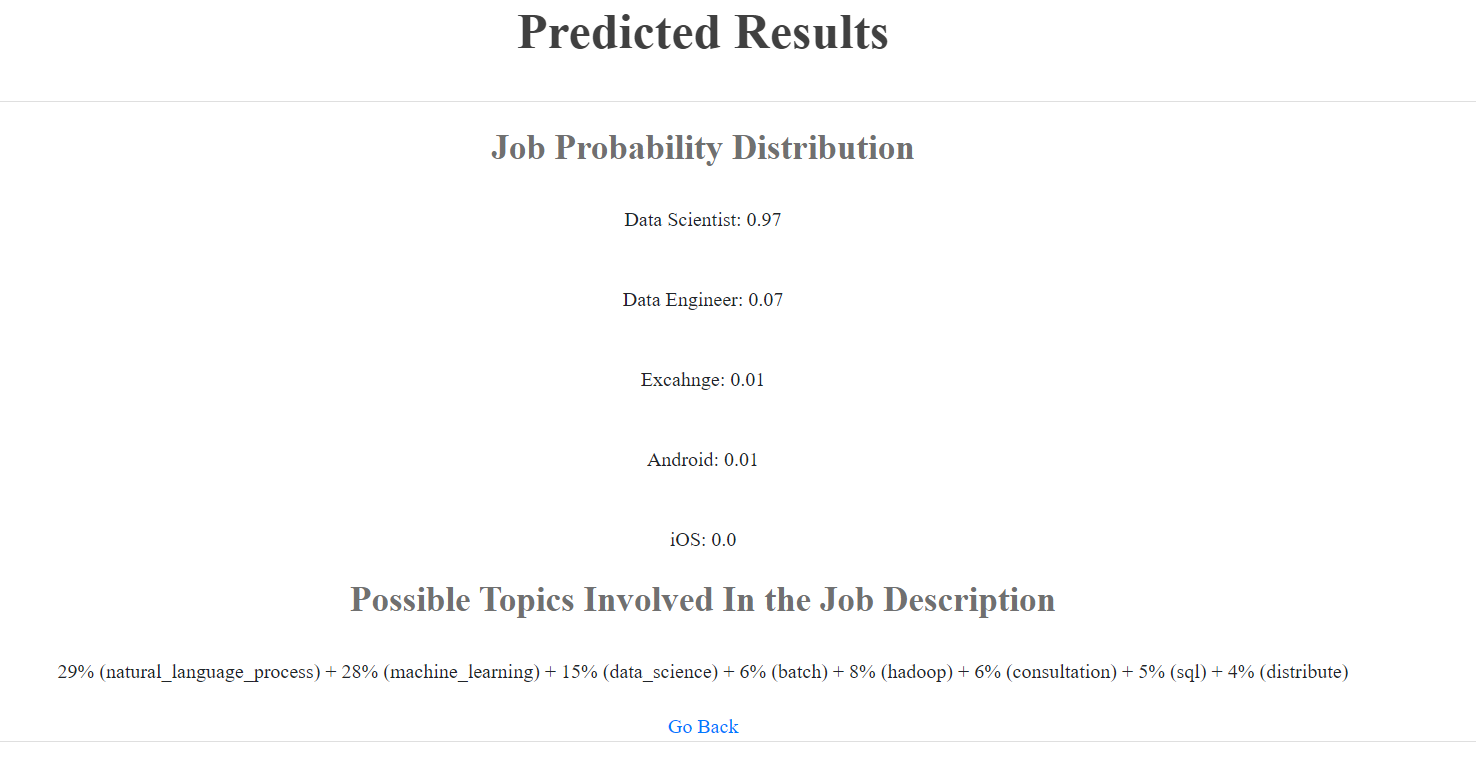 Predicted Results
Job Probability Distribution
Data Scientist: 0.97
Data Engineer: 0.07
Excahnge: 0.01
Android: 0.01
iOS: 0.0
Possible Topics Involved In the Job Description
29% (natural_language_process) + 28% (machine_learning) + 15% (data_science) + 6% (batch) + 8% (hadoop) + 6% (consultation) + 5% (sql) + 4% (distribute)
Go Back